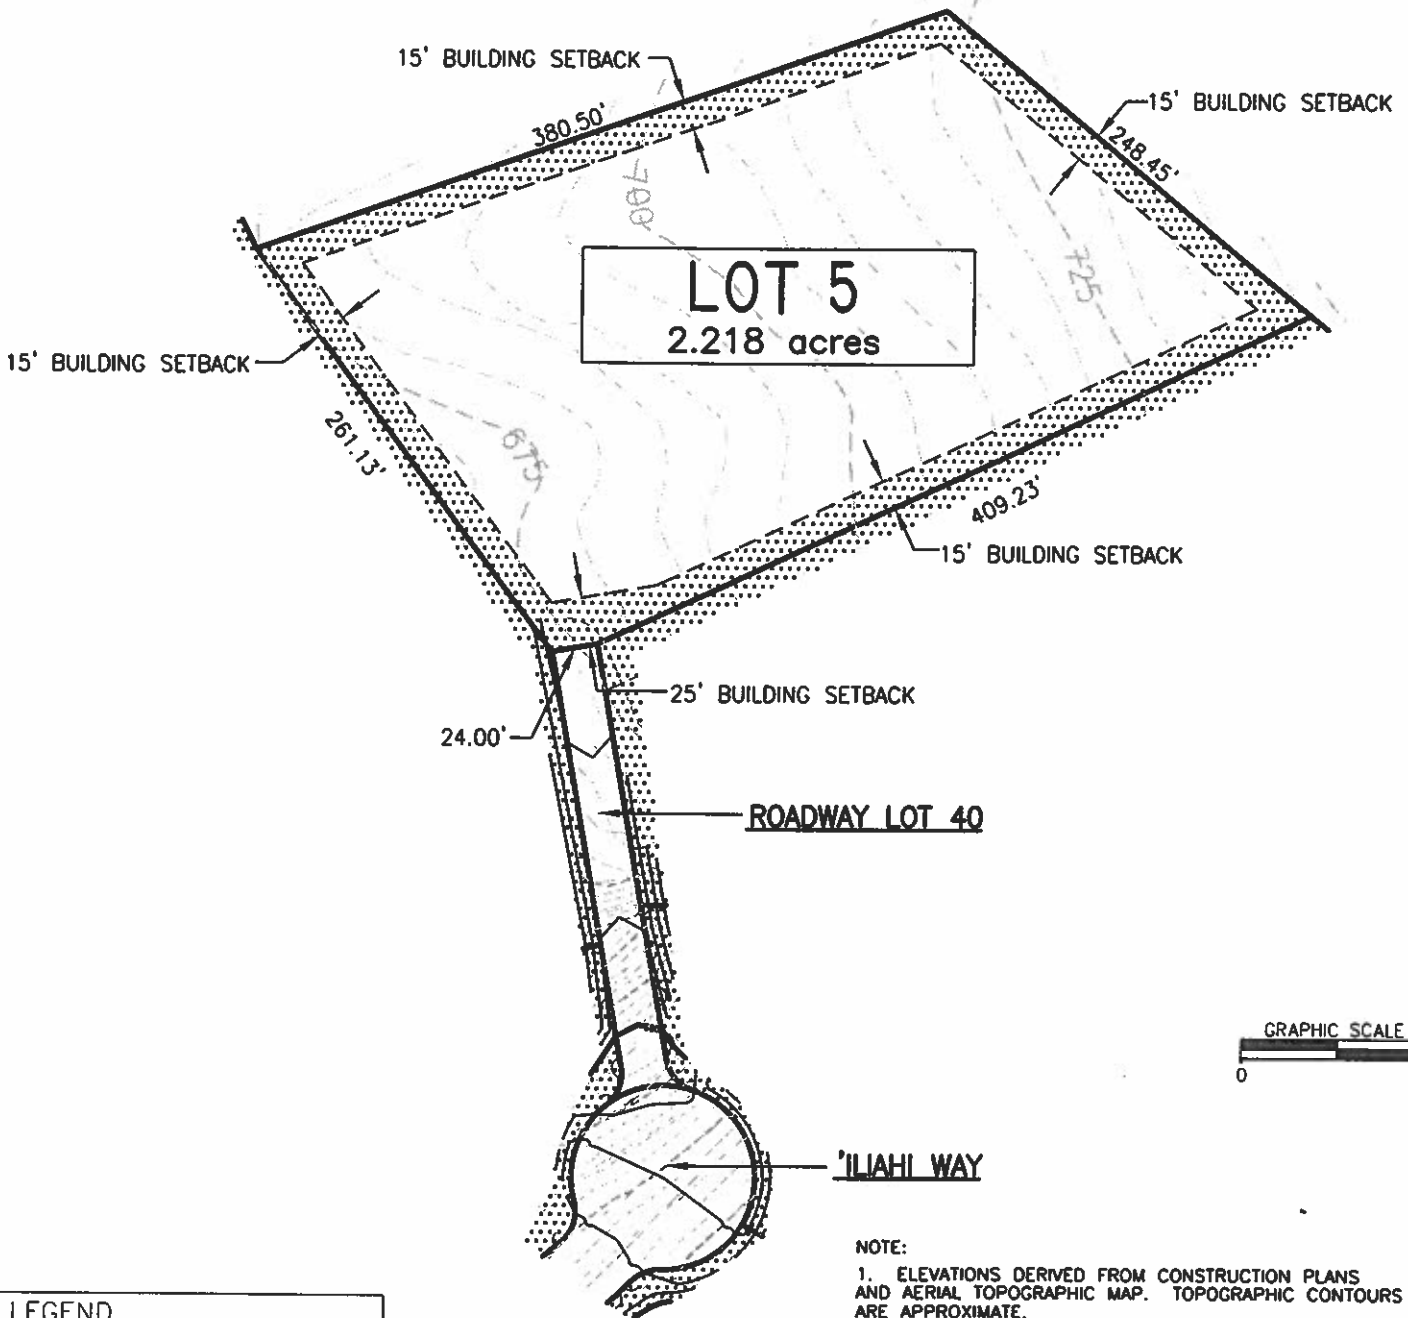 15' BUILDING SETBACK
380.50'
15' BUILDING SETBACK
248.45'
700
725
LOT 5
2.218 acres
15' BUILDING SETBACK
261.13'
675
409.23'
15' BUILDING SETBACK
25' BUILDING SETBACK
24.00'
ROADWAY LOT 40
GRAPHIC SCALE
0
'ILIAHI WAY
NOTE:
1. ELEVATIONS DERIVED FROM CONSTRUCTION PLANS
AND AERIAL TOPOGRAPHIC MAP. TOPOGRAPHIC CONTOURS
ARE APPROXIMATE.
LEGEND